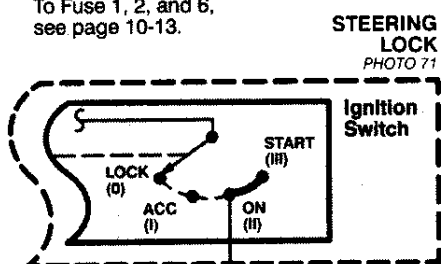 To Fuse 1, 2, and 6,
see page 10-13.
STEERING
LOCK
PHOTO 71
Ignition
Switch
START
(III)
LOCK
(0)
ACC
(I)
ON
(II)